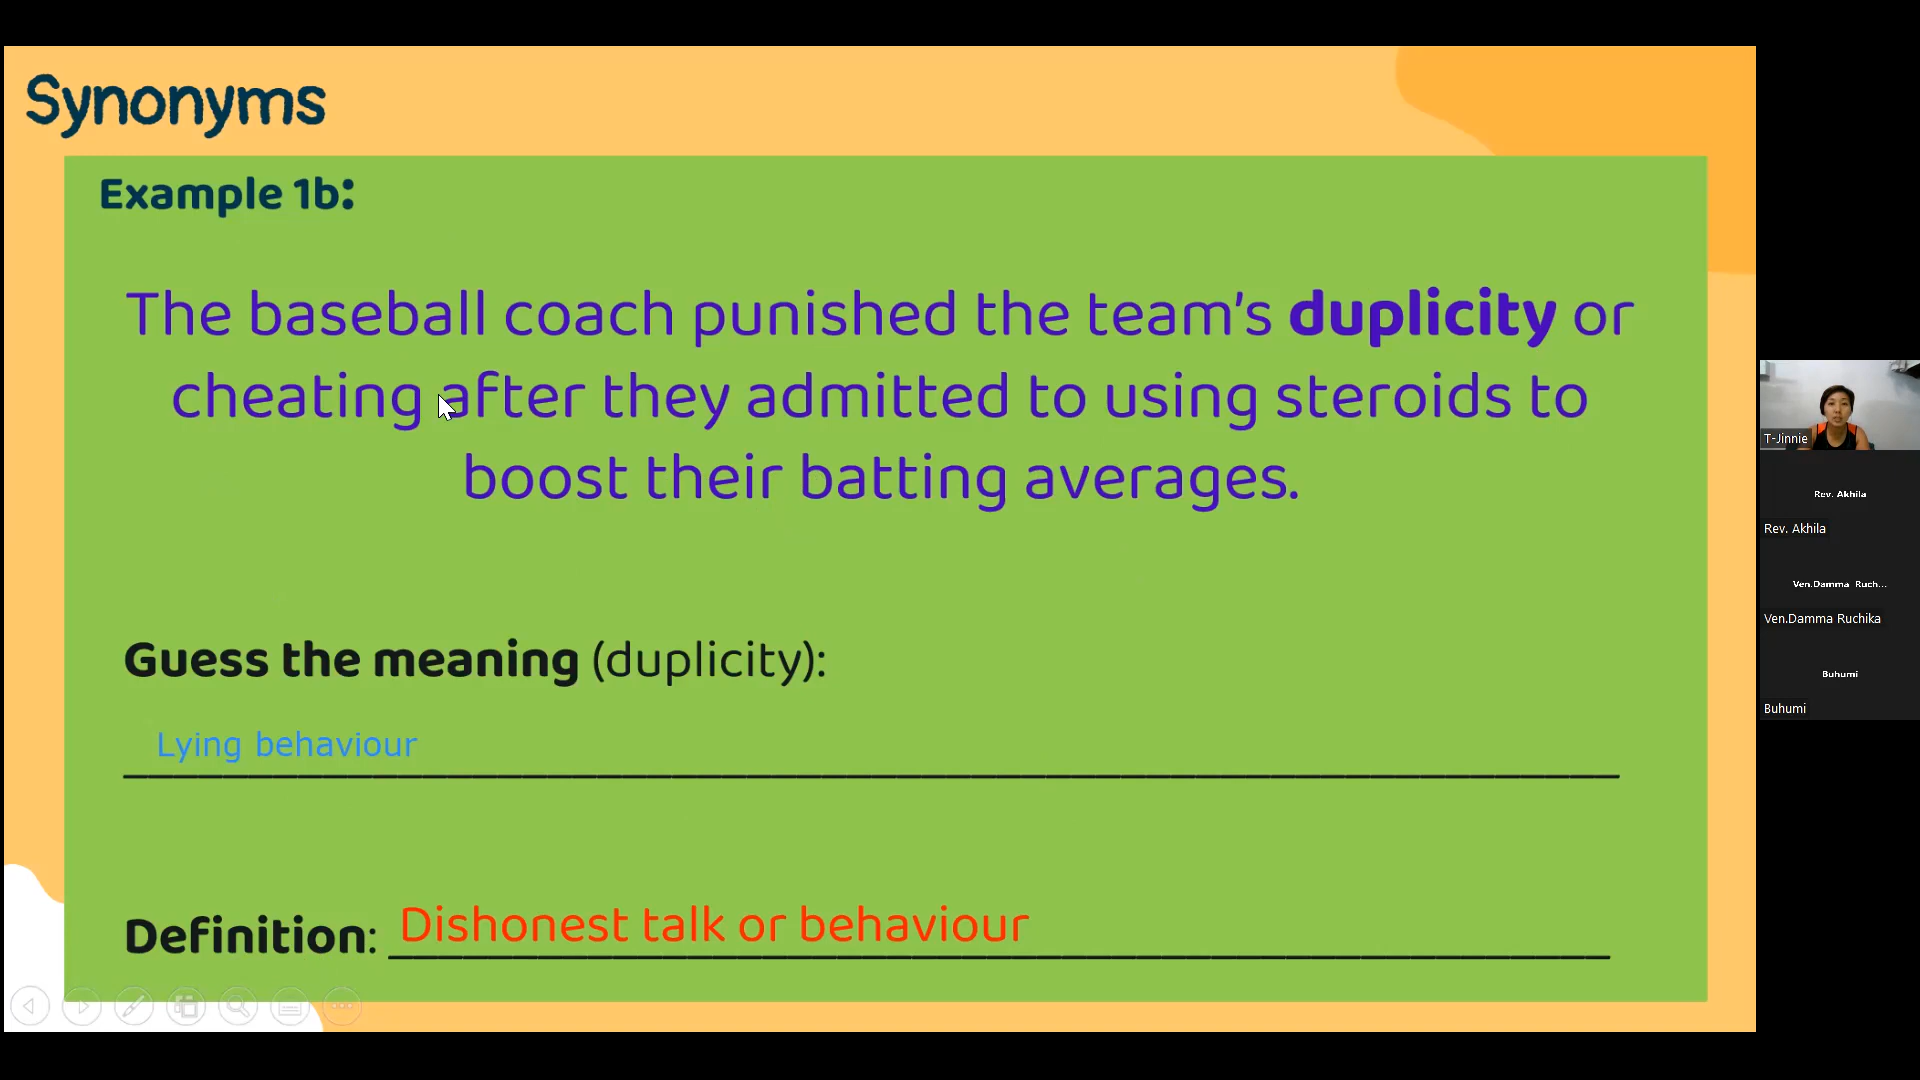 Synonyms
Example 1b:
The baseball coach punished the team's duplicity or
cheating after they admitted to using steroids to
boost their batting averages.
Guess the meaning (duplicity):
Lying behaviour
Definition: Dishonest talk or behaviour
T-Jinnie
Rev. Akhila
Rev. Akhila
Ven.Damma Ruch...
Ven.Damma Ruchika
Buhumi
Buhumi